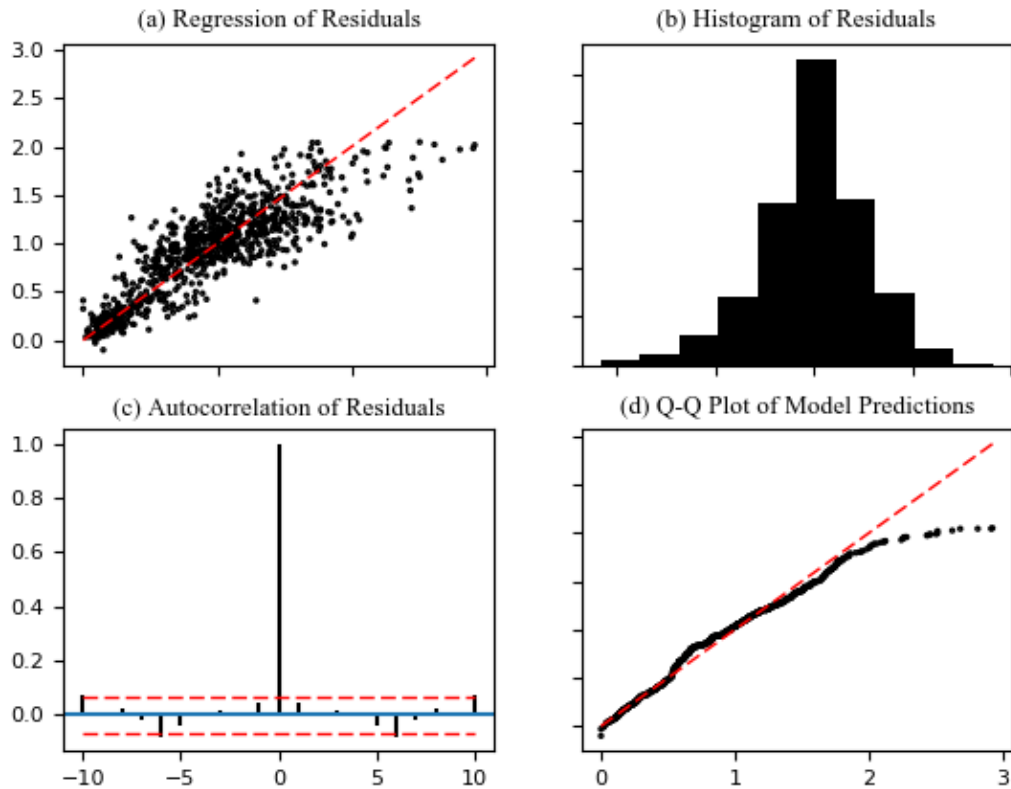 (a) Regression of Residuals
3.0
2.5
2.0
1.5
1.0
0.5
0.0
(b) Histogram of Residuals
(c) Autocorrelation of Residuals
1.0
0.8
0.6
0.4
0.2
0.0
−10 −5 0 5 10
(d) Q-Q Plot of Model Predictions
0 1 2 3